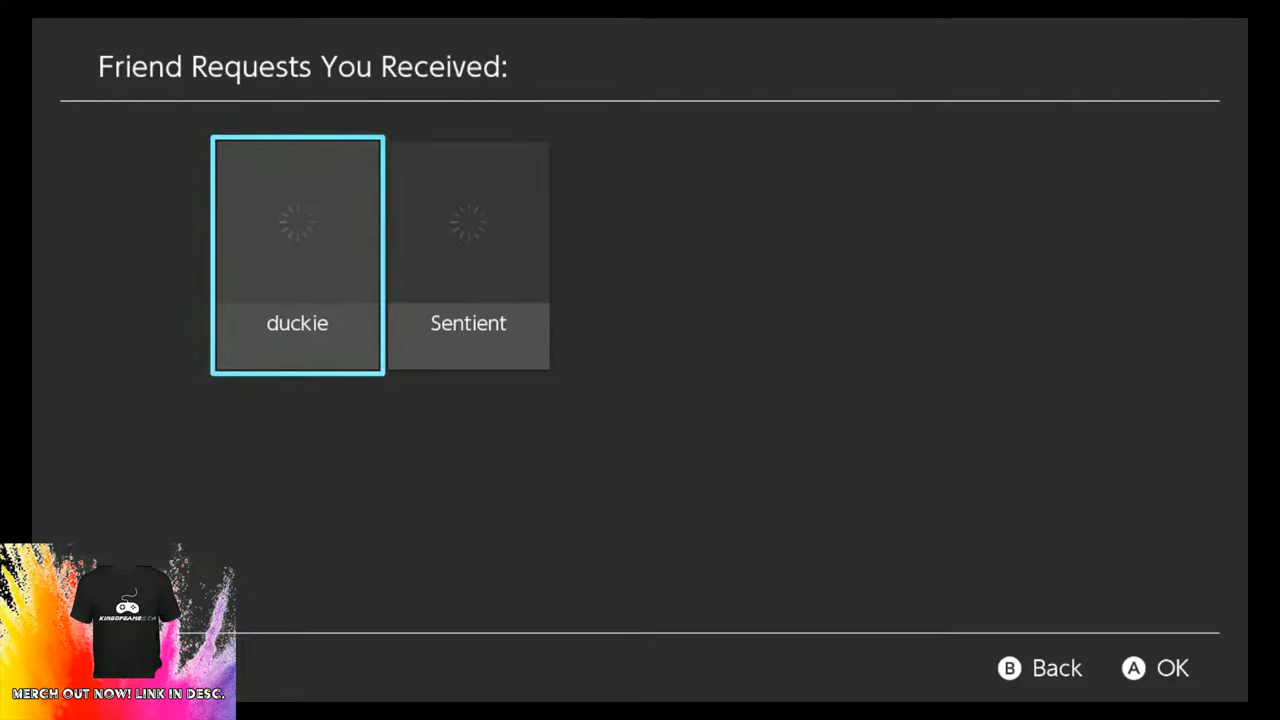 Friend Requests You Received:
duckie
Sentient
B Back
A OK
MERCH OUT NOW! LINK IN DESC.